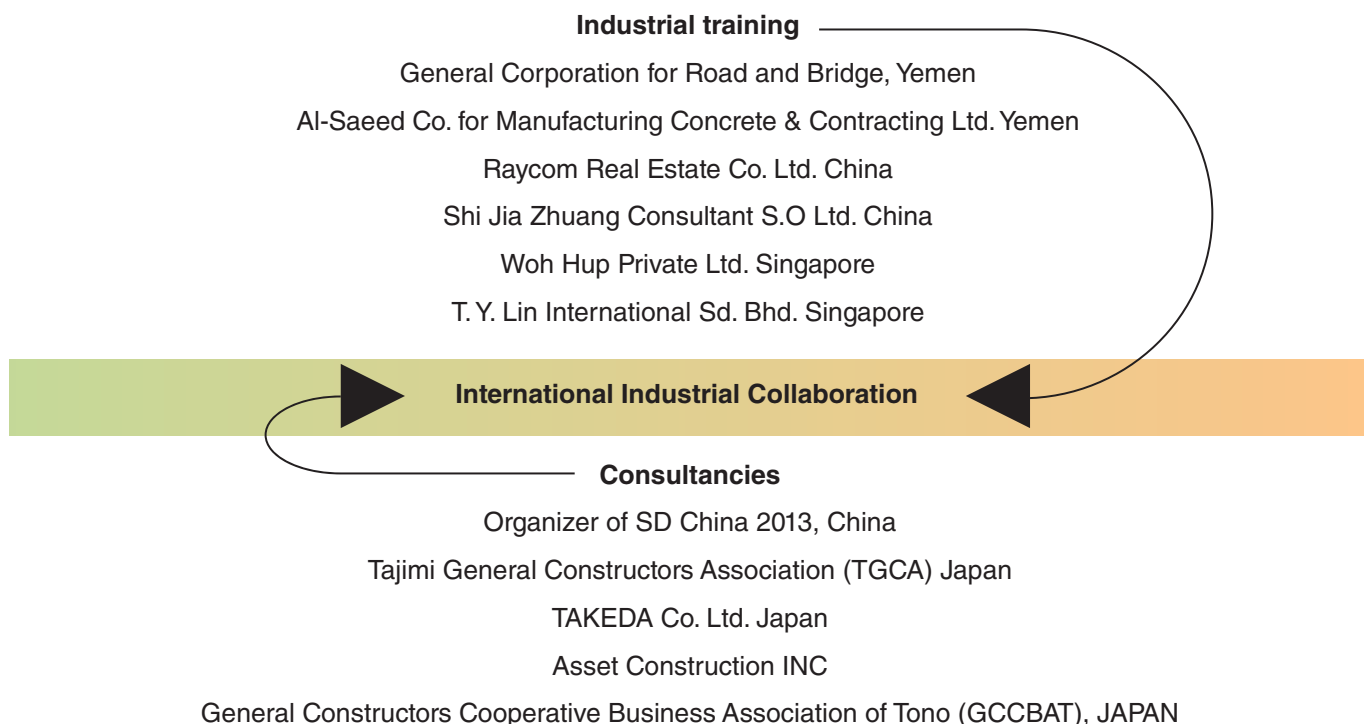 Industrial training
General Corporation for Road and Bridge, Yemen
Al-Saeed Co. for Manufacturing Concrete & Contracting Ltd. Yemen
Raycom Real Estate Co. Ltd. China
Shi Jia Zhuang Consultant S.O Ltd. China
Woh Hup Private Ltd. Singapore
T. Y. Lin International Sd. Bhd. Singapore
International Industrial Collaboration
Consultancies
Organizer of SD China 2013, China
Tajimi General Constructors Association (TGCA) Japan
TAKEDA Co. Ltd. Japan
Asset Construction INC
General Constructors Cooperative Business Association of Tono (GCCBAT), JAPAN